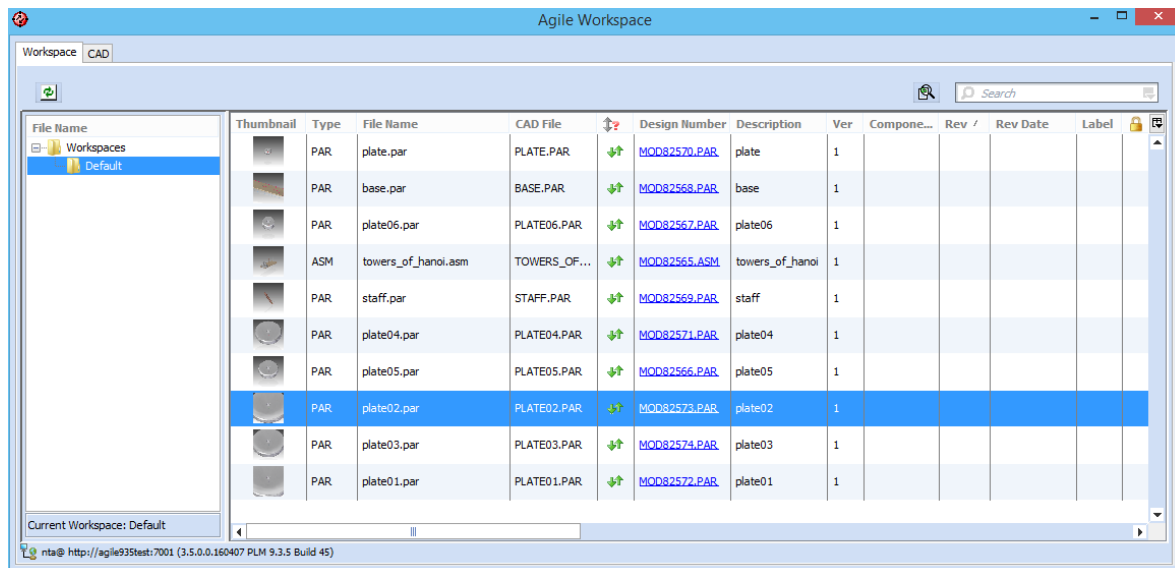 Agile Workspace
Workspace CAD
Search
File Name
Workspaces
Default
Thumbnail Type File Name CAD File ? Design Number Description Ver Compone... Rev / Rev Date Label
PAR plate.par PLATE.PAR MOD82570.PAR plate 1
PAR base.par BASE.PAR MOD82568.PAR base 1
PAR plate06.par PLATE06.PAR MOD82567.PAR plate06 1
ASM towers_of_hanoi.asm TOWERS_OF... MOD82565.ASM towers_of_hanoi 1
PAR staff.par STAFF.PAR MOD82569.PAR staff 1
PAR plate04.par PLATE04.PAR MOD82571.PAR plate04 1
PAR plate05.par PLATE05.PAR MOD82566.PAR plate05 1
PAR plate02.par PLATE02.PAR MOD82573.PAR plate02 1
PAR plate03.par PLATE03.PAR MOD82574.PAR plate03 1
PAR plate01.par PLATE01.PAR MOD82572.PAR plate01 1
Current Workspace: Default
nta@ http://agile935test:7001 (3.5.0.0.160407 PLM 9.3.5 Build 45)